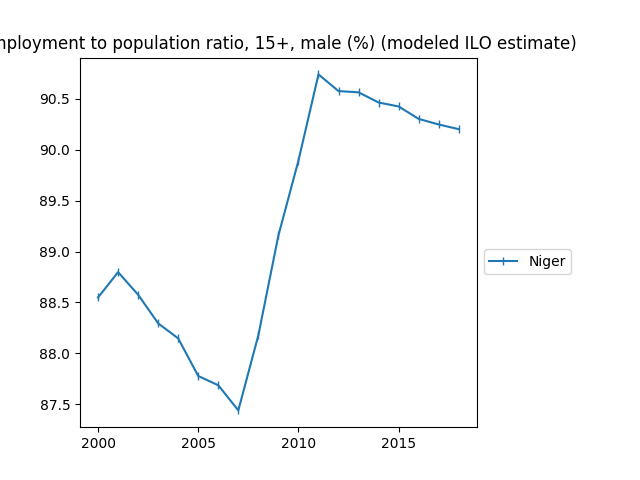 mployment to population ratio, 15+, male (%) (modeled ILO estimate)
90.5
90.0
89.5
89.0
88.5
88.0
87.5
2000 2005 2010 2015
Niger